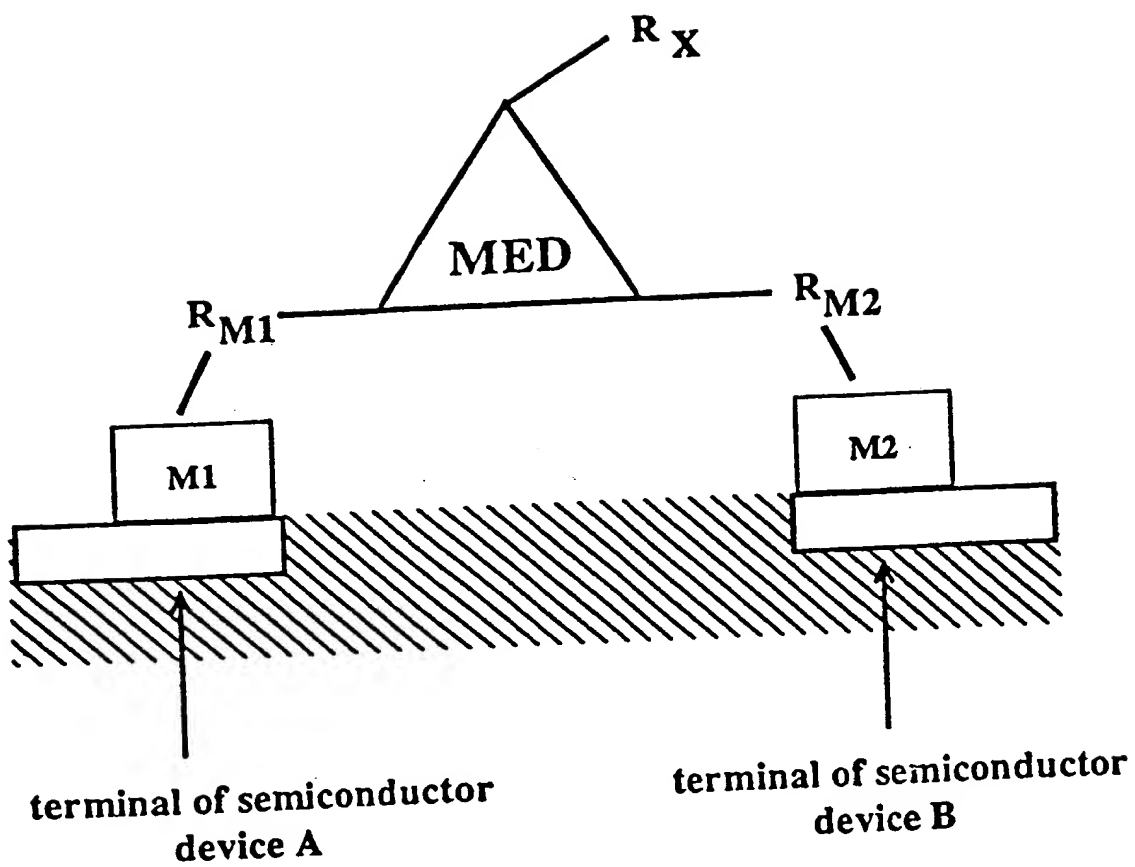 R X
MED
R M1
R M2
M1
M2
terminal of semiconductor
device A
terminal of semiconductor
device B